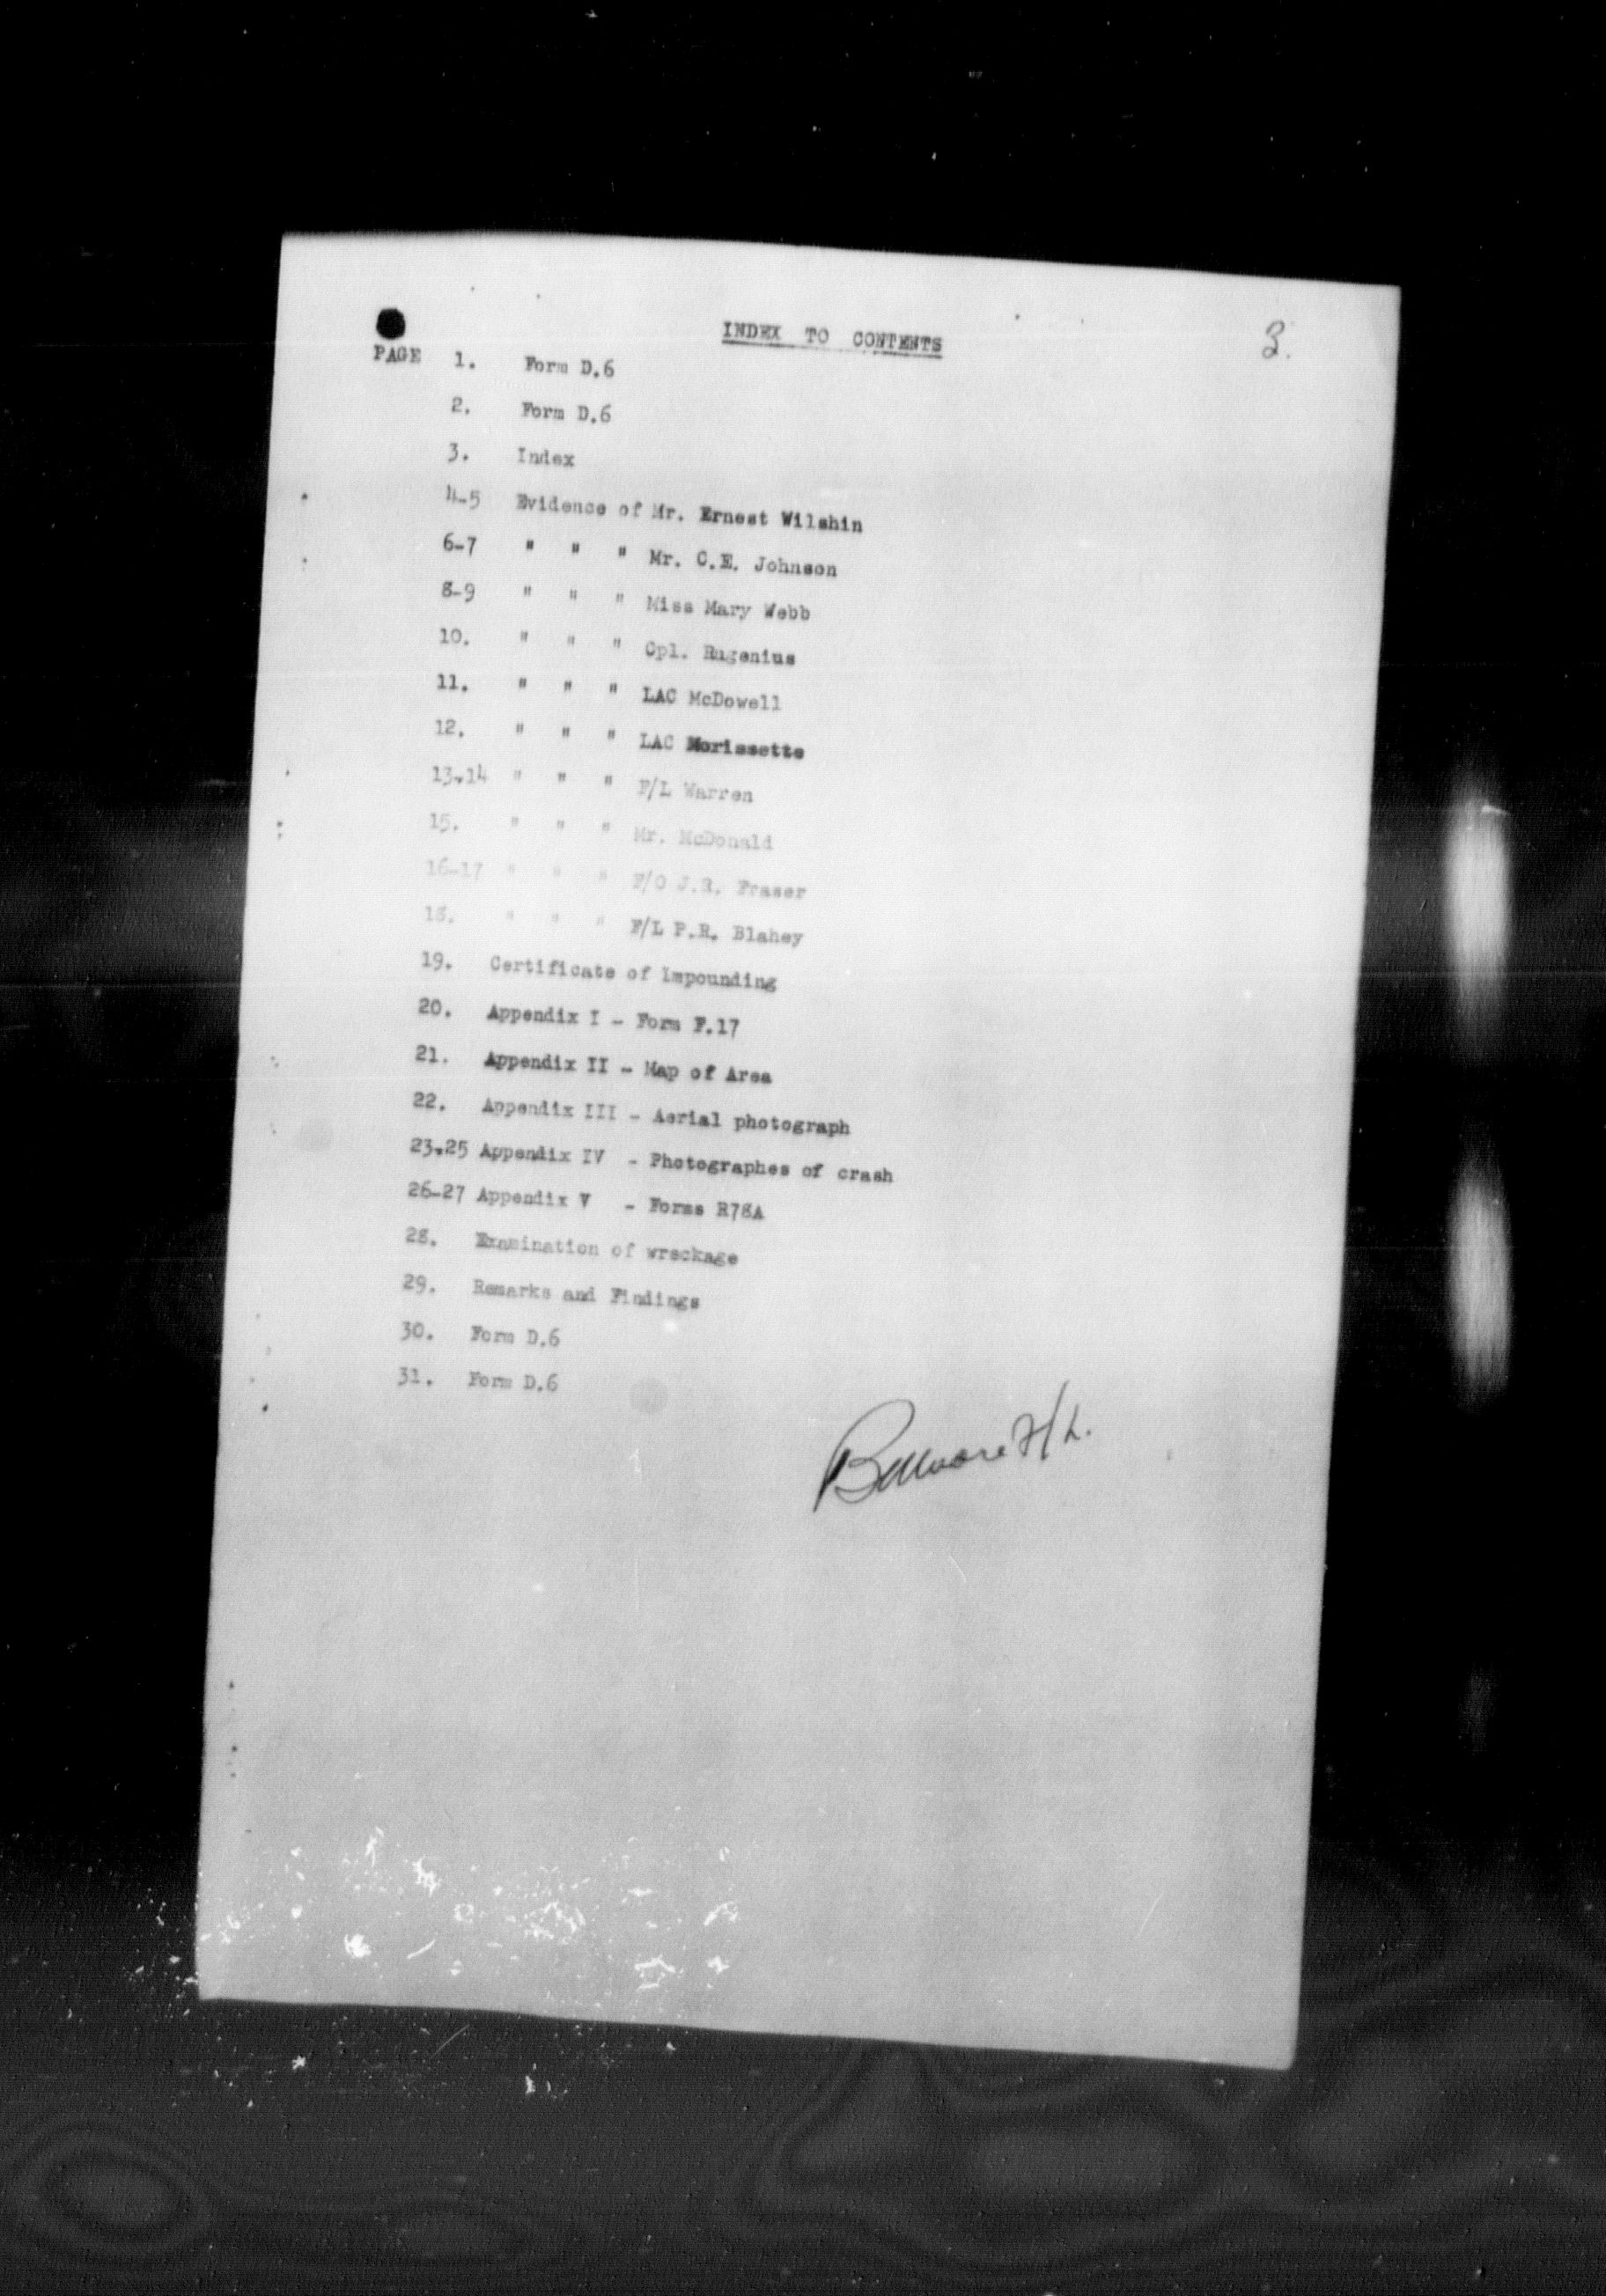 INDEX TO CONTENTS
3.
PAGE 1. Form D.6
2. Form D.6
3. Index
4-5 Evidence of Mr. Ernest Wilshin
6-7 " " " Mr. C.E. Johnson
8-9 " " " Miss Mary Webb
10. " " " Cpl. Rugenius
11. " " " LAC McDowell
12. " " " LAC Morissette
13-14 " " " F/L Warren
15. " " " Mr. McDonald
16-17 " " " F/O J.R. Fraser
18. " " " F/L P.R. Blahey
19. Certificate of Impounding
20. Appendix I - Form F.17
21. Appendix II - Map of Area
22. Appendix III - Aerial photograph
23-25 Appendix IV - Photographes of crash
26-27 Appendix V - Forms R78A
28. Examination of wreckage
29. Remarks and Findings
30. Form D.6
31. Form D.6
F/L.